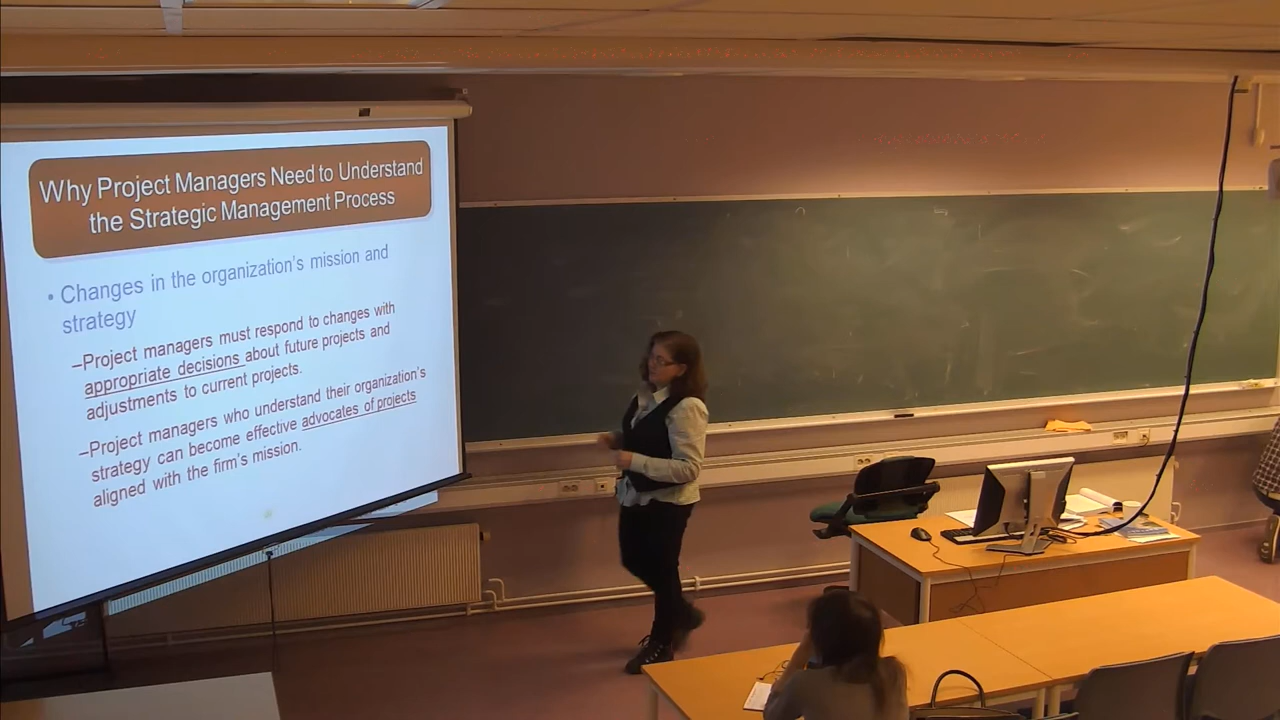 Why Project Managers Need to Understand
the Strategic Management Process
• Changes in the organization's mission and
strategy
–Project managers must respond to changes with
appropriate decisions about future projects and
adjustments to current projects.
–Project managers who understand their organization's
strategy can become effective advocates of projects
aligned with the firm's mission.